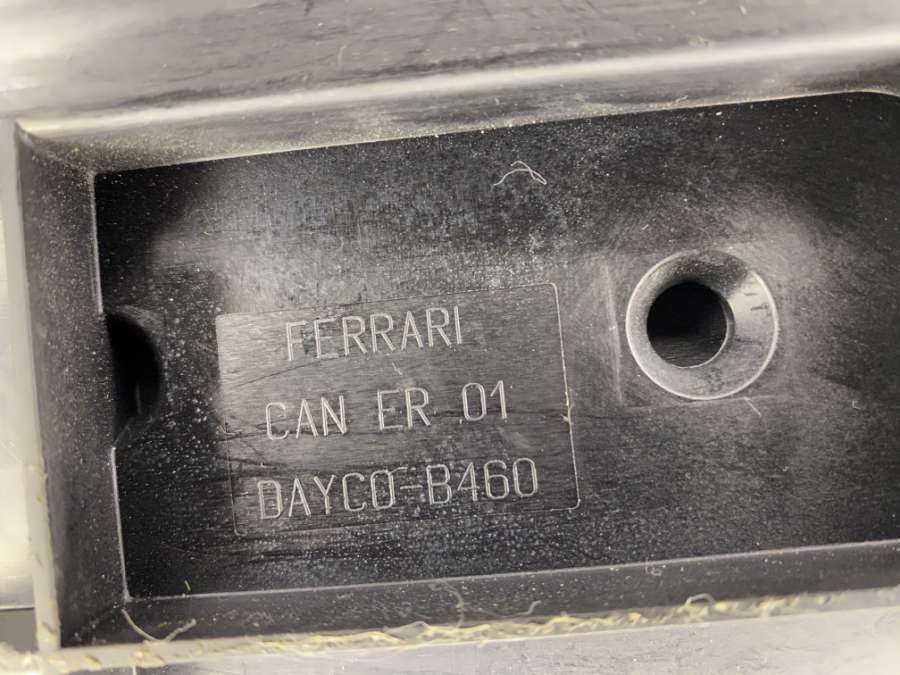 FERRARI
CAN ER 01
DAYCO-B460